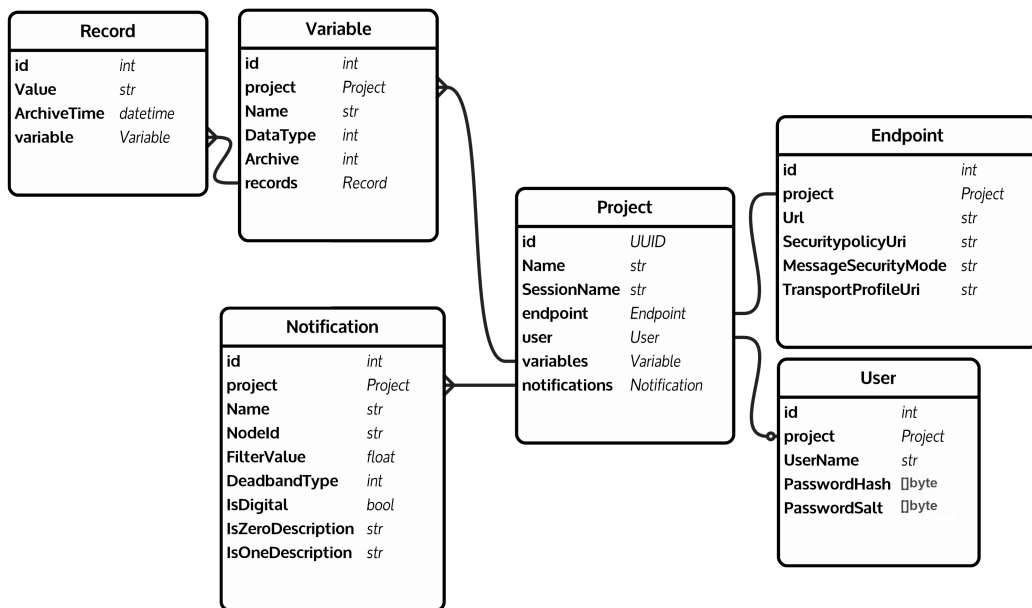 Record
id int
Value str
ArchiveTime datetime
variable Variable
Variable
id int
project Project
Name str
DataType int
Archive int
records Record
Endpoint
id int
project Project
Url str
SecuritypolicyUri str
MessageSecurityMode str
TransportProfileUri str
Project
id UUID
Name str
SessionName str
endpoint Endpoint
user User
variables Variable
notifications Notification
Notification
id int
project Project
Name str
NodeId str
FilterValue float
DeadbandType int
IsDigital bool
IsZeroDescription str
IsOneDescription str
User
id int
project Project
UserName str
PasswordHash []byte
PasswordSalt []byte